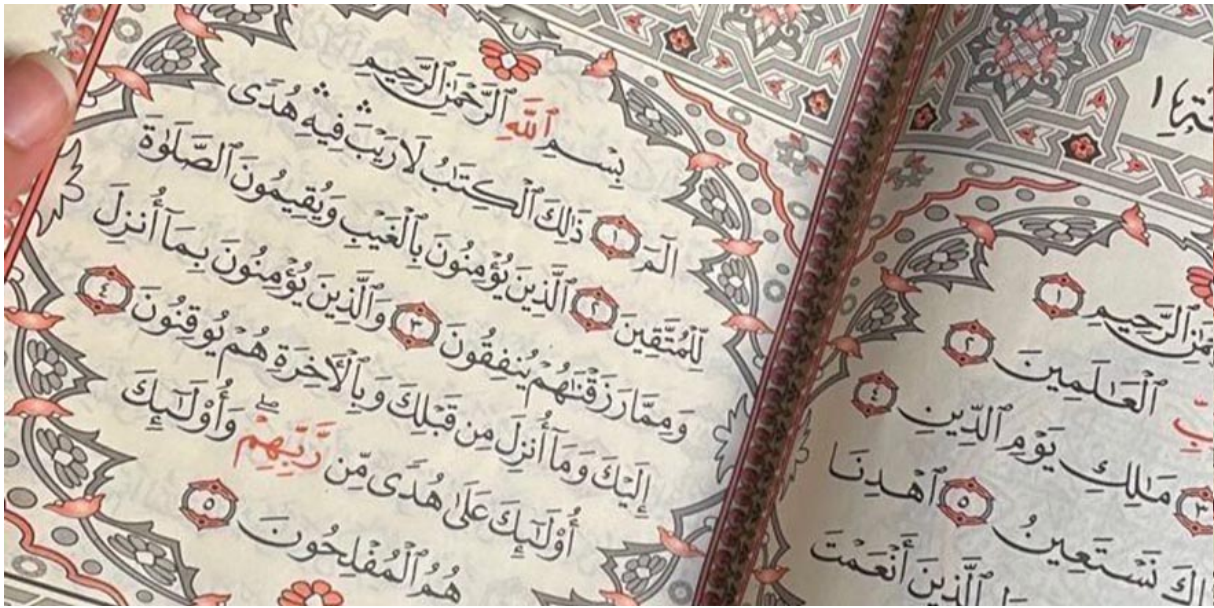 ٱلرَّحِيمِ ١
ٱلْعَٰلَمِينَ ٢
٣ مَٰلِكِ يَوْمِ ٱلدِّينِ ٤
نَسْتَعِينُ ٥ ٱهْدِنَا
ٱلَّذِينَ أَنْعَمْتَ
بِسْمِ ٱللَّهِ ٱلرَّحْمَٰنِ ٱلرَّحِيمِ
الٓمٓ ١ ذَٰلِكَ ٱلْكِتَٰبُ لَا رَيْبَۛ فِيهِۛ هُدًى
لِّلْمُتَّقِينَ ٢ ٱلَّذِينَ يُؤْمِنُونَ بِٱلْغَيْبِ وَيُقِيمُونَ ٱلصَّلَوٰةَ
وَمِمَّا رَزَقْنَٰهُمْ يُنفِقُونَ ٣ وَٱلَّذِينَ يُؤْمِنُونَ بِمَآ أُنزِلَ
إِلَيْكَ وَمَآ أُنزِلَ مِن قَبْلِكَ وَبِٱلْءَاخِرَةِ هُمْ يُوقِنُونَ ٤
أُو۟لَٰٓئِكَ عَلَىٰ هُدًى مِّن رَّبِّهِمْۖ وَأُو۟لَٰٓئِكَ
هُمُ ٱلْمُفْلِحُونَ ٥